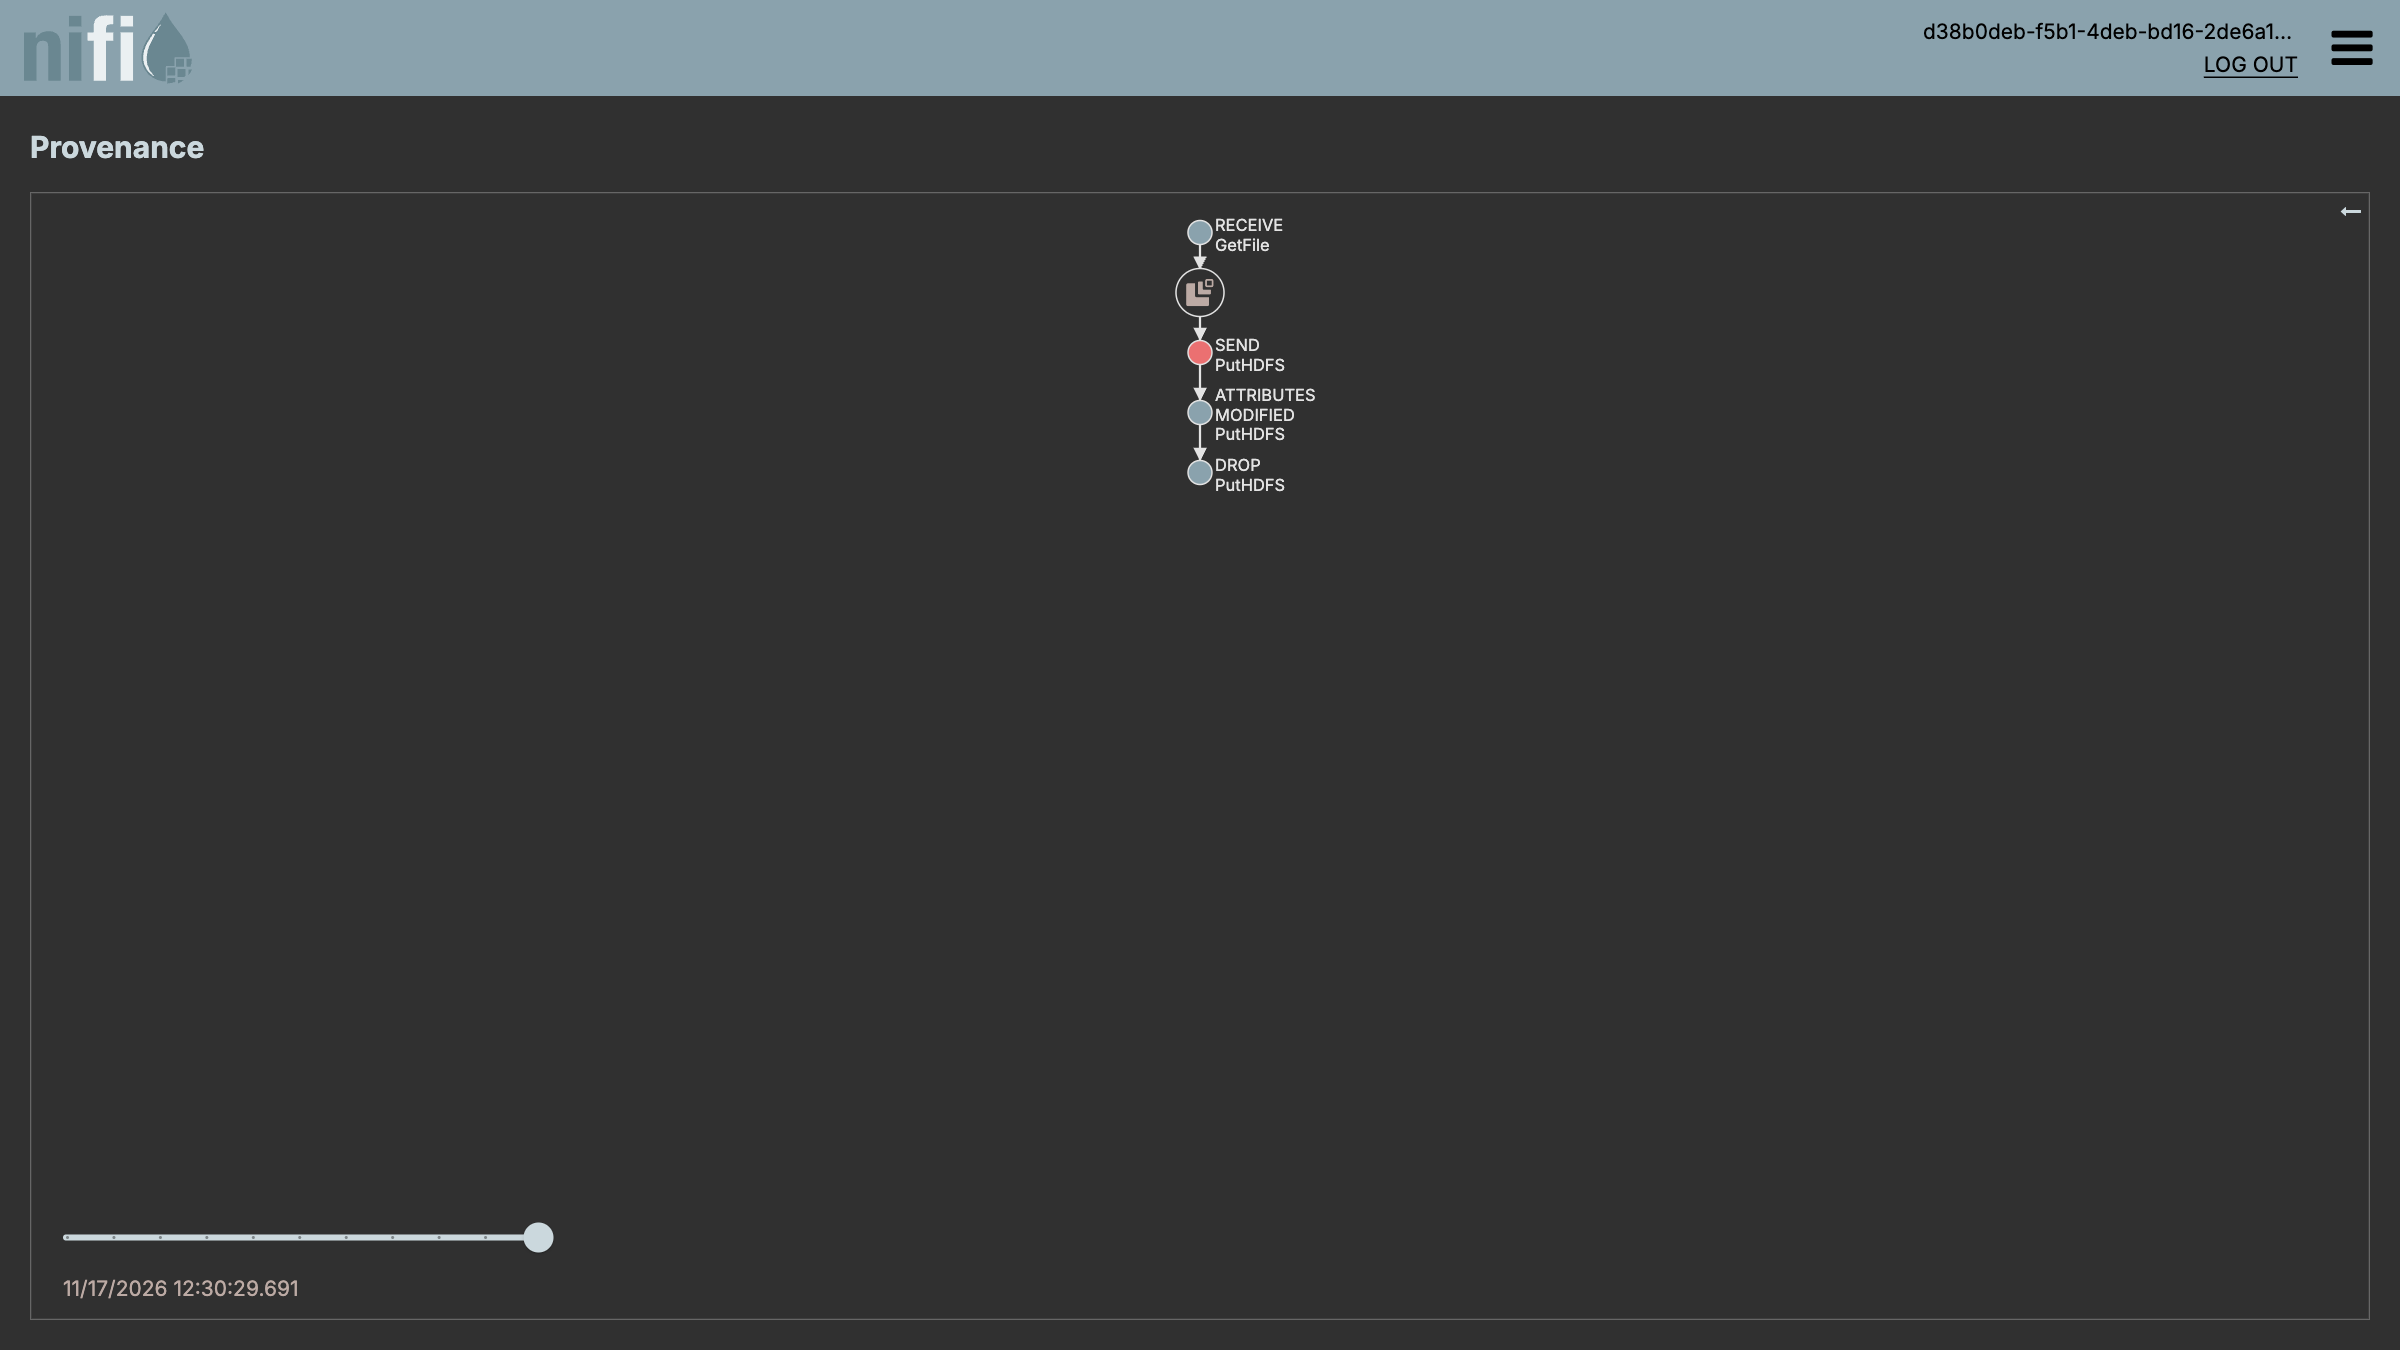 nifi
d38b0deb-f5b1-4deb-bd16-2de6a1...
LOG OUT
Provenance
RECEIVE
GetFile
SEND
PutHDFS
ATTRIBUTES
MODIFIED
PutHDFS
DROP
PutHDFS
11/17/2026 12:30:29.691